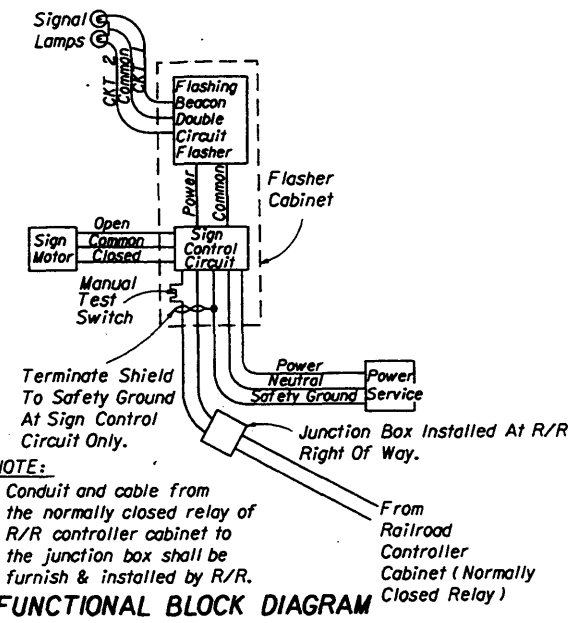 Signal
Lamps
CKT 2
Common
CKT 1
Flashing
Beacon
Double
Circuit
Flasher
Flasher
Cabinet
Power
Common
Open
Common
Closed
Sign
Motor
Sign
Control
Circuit
Manual
Test
Switch
Power
Neutral
Safety Ground
Power
Service
Terminate Shield
To Safety Ground
At Sign Control
Circuit Only.
Junction Box Installed At R/R
Right Of Way.
NOTE:
Conduit and cable from
the normally closed relay of
R/R controller cabinet to
the junction box shall be
furnish & installed by R/R.
From
Railroad
Controller
Cabinet (Normally
Closed Relay)
FUNCTIONAL BLOCK DIAGRAM